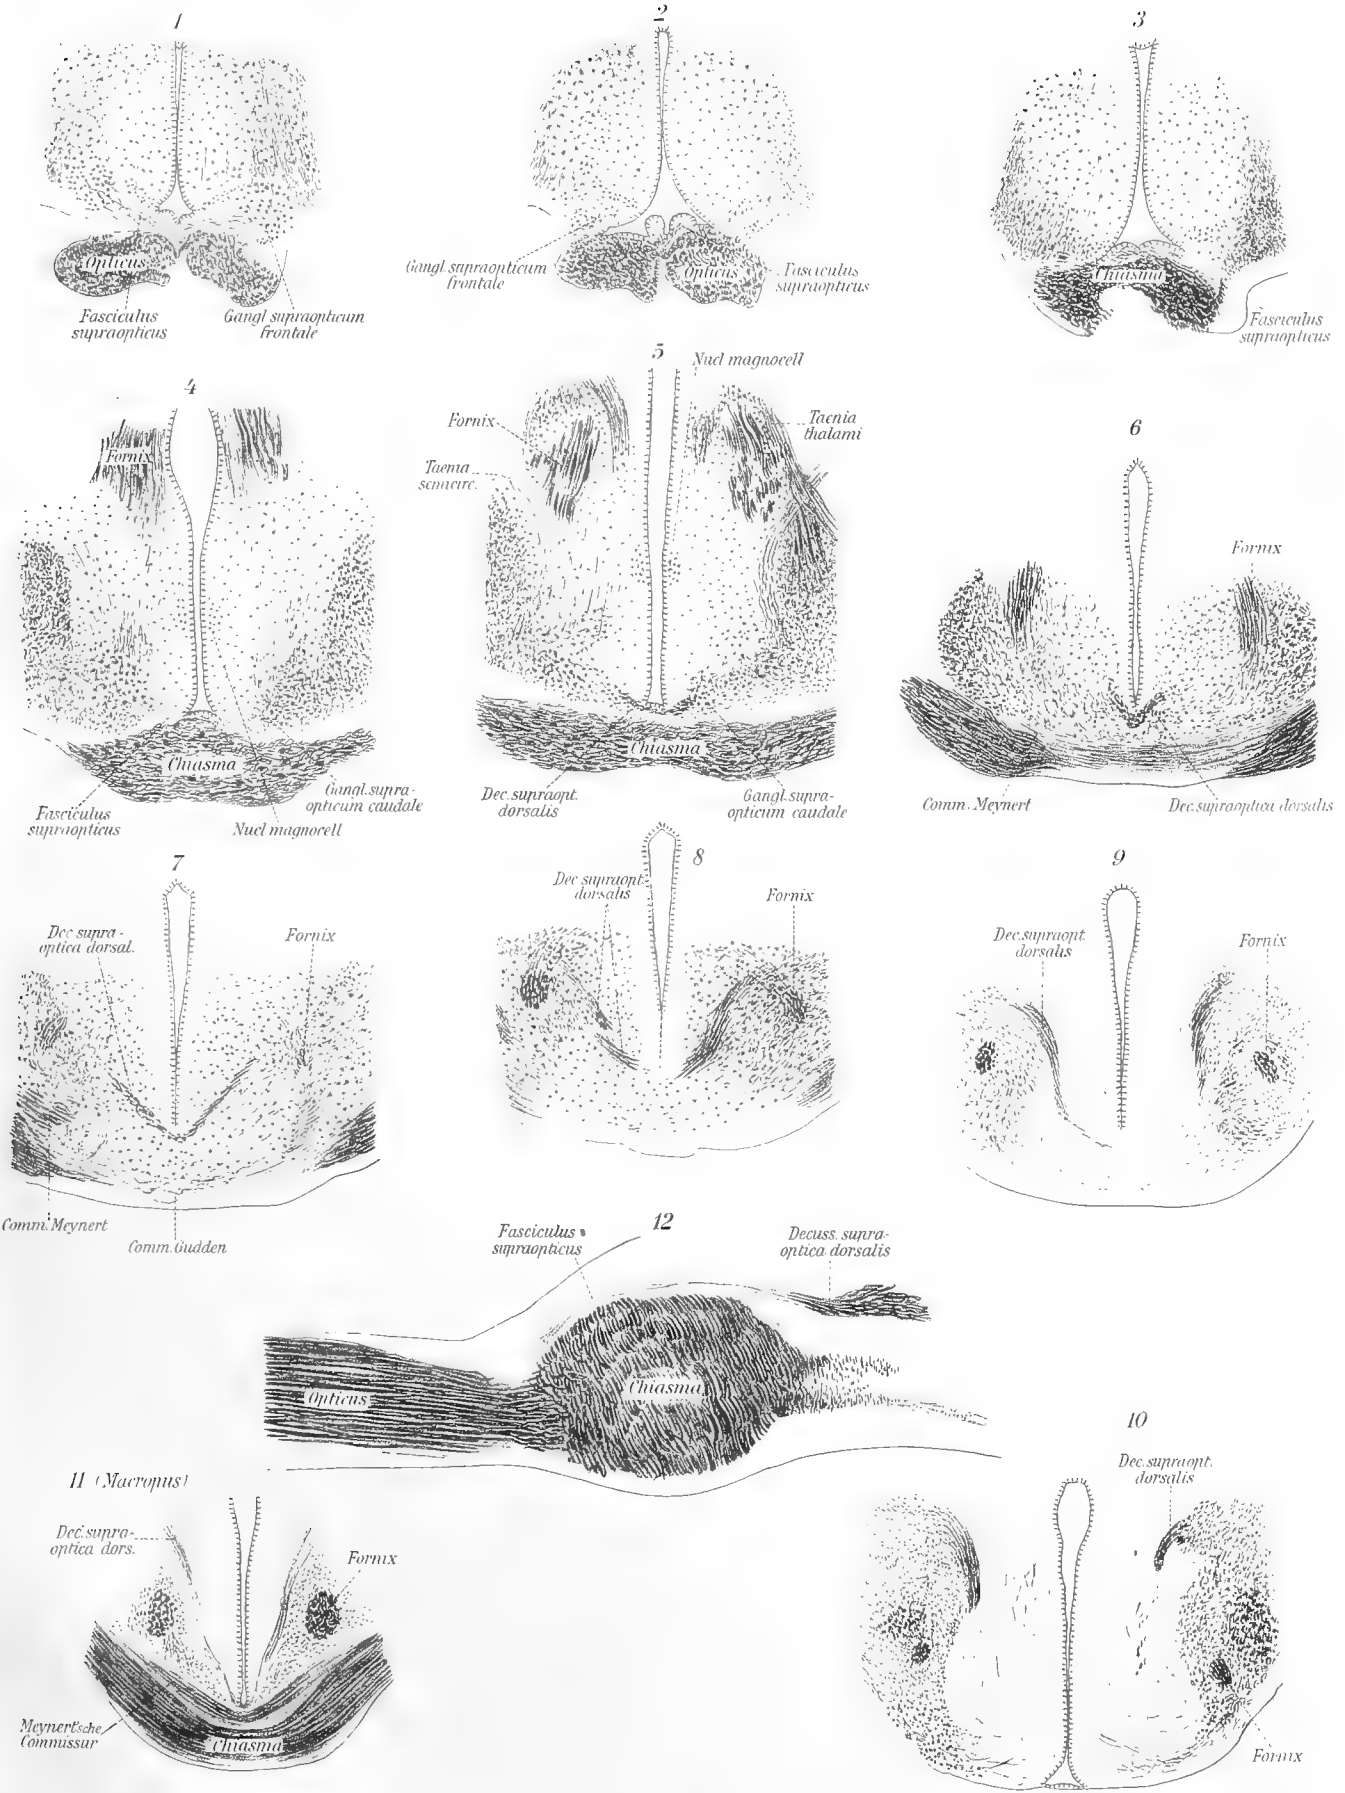 1
Opticus
Fasciculus
supraopticus
Gangl supraopticum
frontale
2
Gangl. supraopticum
frontale
Opticus
Fasciculus
supraopticus
3
Chiasma
Fasciculus
supraopticus
4
Fornix
Chiasma
Fasciculus
supraopticus
Nucl magnocell
Gangl. supra-
opticum caudale
5
Nucl magnocell
Fornix
Taenia
semicirc.
Taenia
thalami
Chiasma
Dec. supraopt.
dorsalis
Gangl. supra-
opticum caudale
6
Fornix
Comm. Meynert
Dec. supraoptica dorsalis
7
Dec supra-
optica dorsal.
Fornix
Comm. Meynert
Comm. Gudden
8
Dec supraopt.
dorsalis
Fornix
9
Dec. supraopt.
dorsalis
Fornix
12
Fasciculus
supraopticus
Decuss. supra-
optica dorsalis
Opticus
Chiasma
10
Dec. supraopt.
dorsalis
Fornix
11 (Macropus)
Dec. supra-
optica dors.
Fornix
Meynert'sche
Commissur
Chiasma